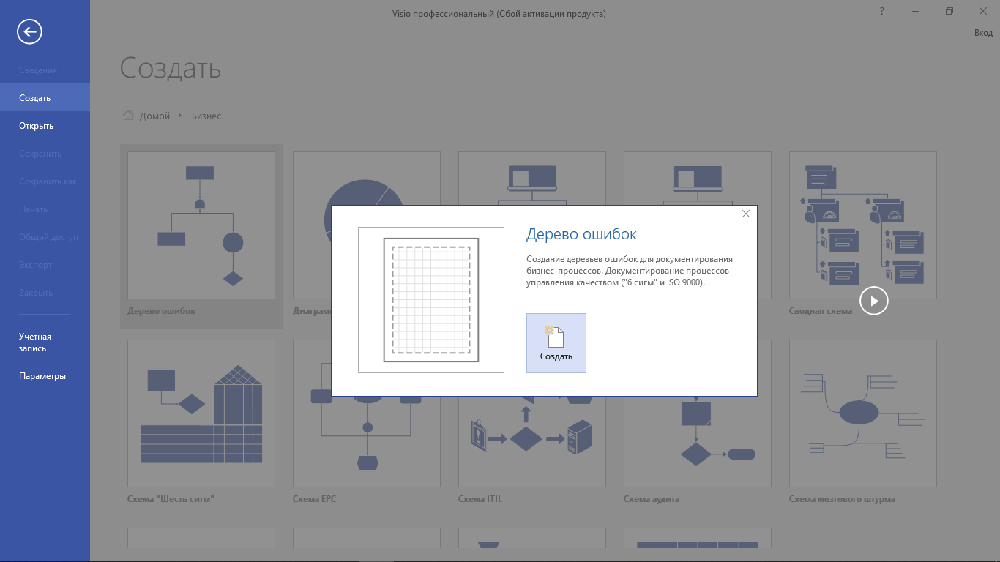 Visio профессиональный (Сбой активации продукта)
?
Вход
Сведения
Создать
Открыть
Сохранить
Сохранить как
Печать
Общий доступ
Экспорт
Закрыть
Учетная
запись
Параметры
Создать
Домой
Бизнес
Дерево ошибок
Сводная схема
Дерево ошибок
Создание деревьев ошибок для документирования
бизнес-процессов. Документирование процессов
управления качеством ("6 сигм" и ISO 9000).
Создать
Схема "Шесть сигм"
Схема EPC
Схема ITIL
Схема аудита
Схема мозгового штурма